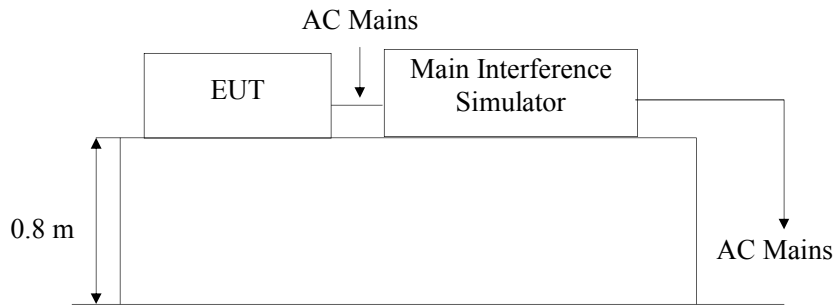 AC Mains
EUT
Main Interference
Simulator
0.8 m
AC Mains